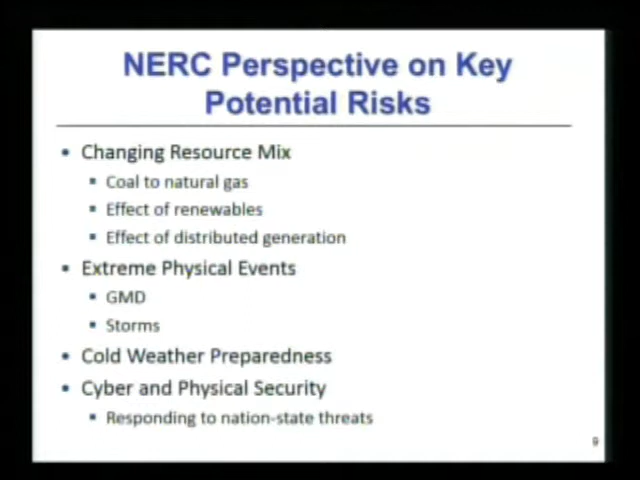 NERC Perspective on Key
Potential Risks
• Changing Resource Mix
▪ Coal to natural gas
▪ Effect of renewables
▪ Effect of distributed generation
• Extreme Physical Events
▪ GMD
▪ Storms
• Cold Weather Preparedness
• Cyber and Physical Security
▪ Responding to nation-state threats
9